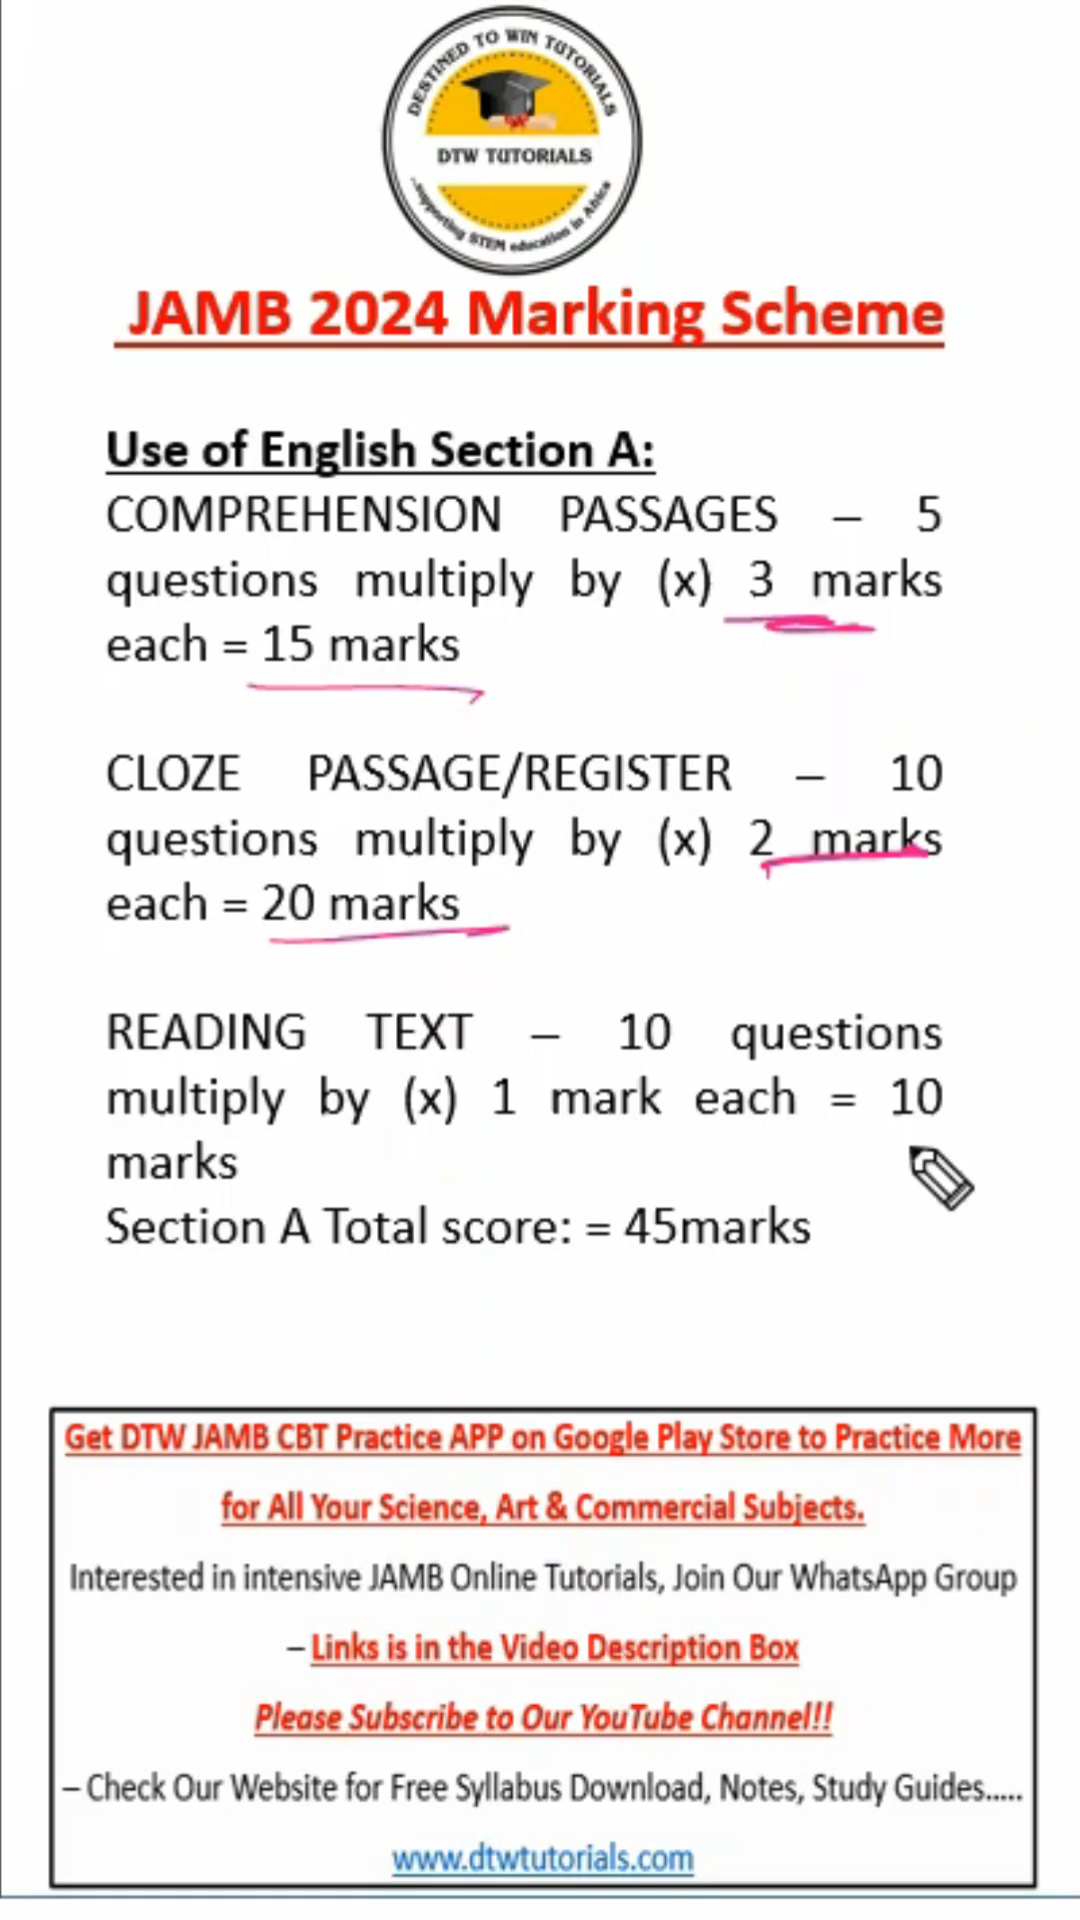 DESTINED TO WIN TUTORIALS
DTW TUTORIALS
...supporting STEM education in Africa
JAMB 2024 Marking Scheme
Use of English Section A:
COMPREHENSION PASSAGES – 5
questions multiply by (x) 3 marks
each = 15 marks
CLOZE PASSAGE/REGISTER – 10
questions multiply by (x) 2 marks
each = 20 marks
READING TEXT – 10 questions
multiply by (x) 1 mark each = 10
marks
Section A Total score: = 45marks
Get DTW JAMB CBT Practice APP on Google Play Store to Practice More
for All Your Science, Art & Commercial Subjects.
Interested in intensive JAMB Online Tutorials, Join Our WhatsApp Group
– Links is in the Video Description Box
Please Subscribe to Our YouTube Channel!!
– Check Our Website for Free Syllabus Download, Notes, Study Guides.....
www.dtwtutorials.com